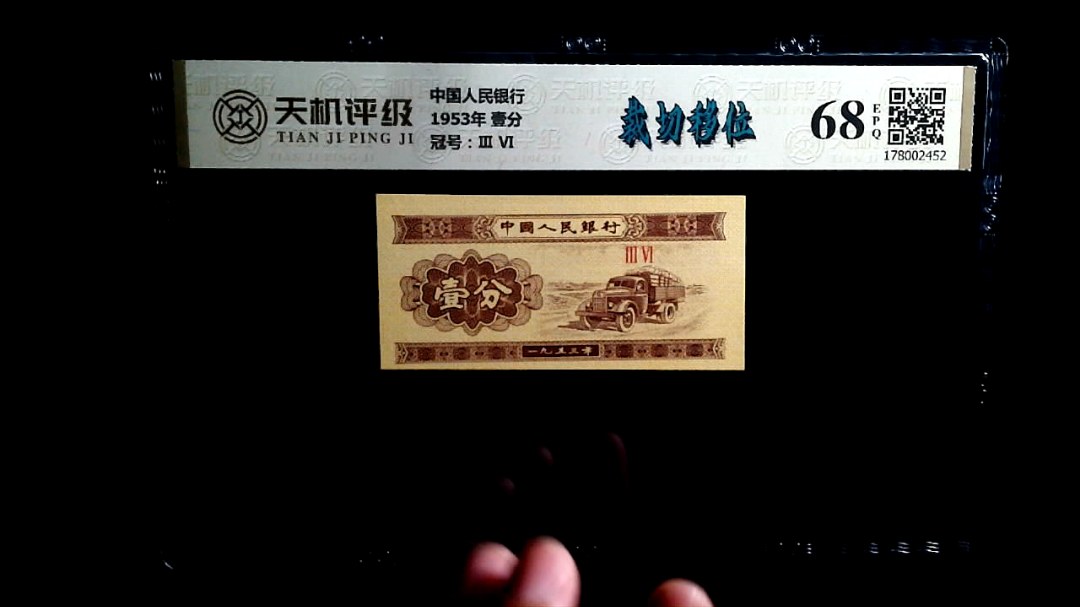 天机评级
TIAN JI PING JI
中国人民银行
1953年 壹分
冠号：Ⅲ Ⅵ
裁切移位
68
EPQ
178002452
中國人民銀行
Ⅲ Ⅵ
壹分
一九五三年